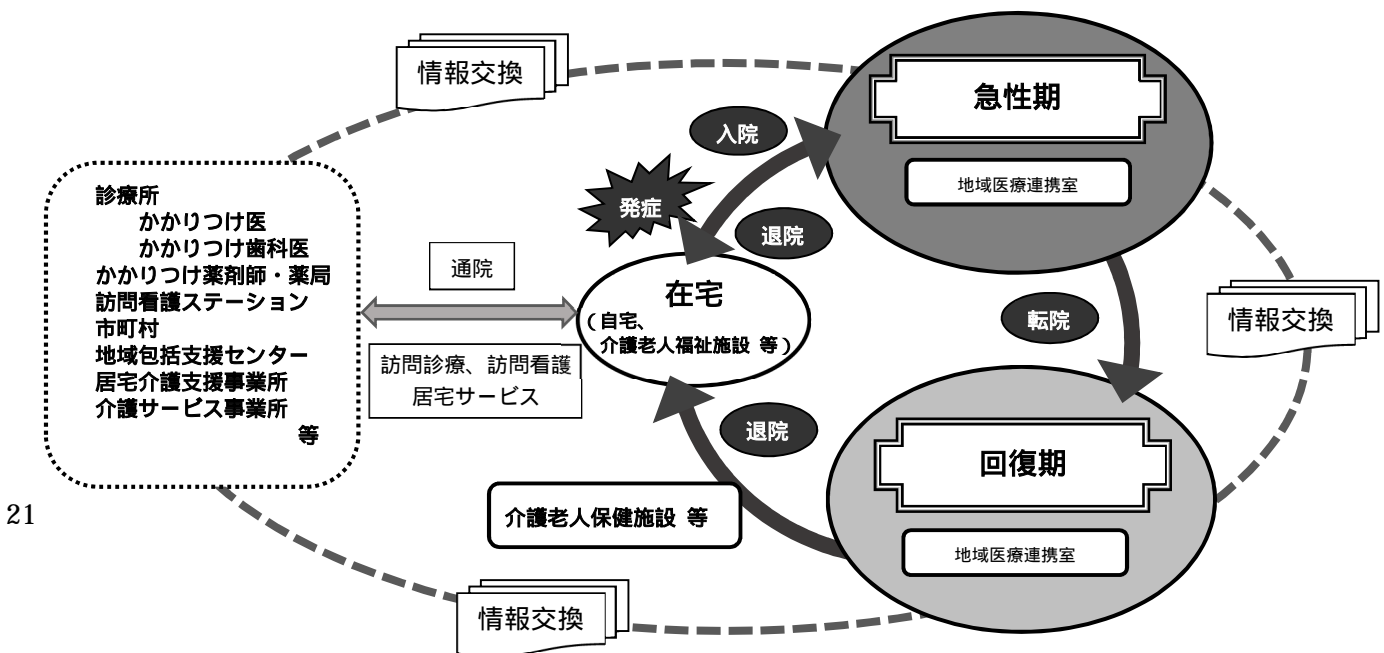 情報交換
急性期
地域医療連携室
入院
発症
退院
診療所
かかりつけ医
かかりつけ歯科医
かかりつけ薬剤師・薬局
訪問看護ステーション
市町村
地域包括支援センター
居宅介護支援事業所
介護サービス事業所
等
通院
訪問診療、訪問看護
居宅サービス
在宅
（自宅、
介護老人福祉施設 等）
転院
情報交換
退院
回復期
地域医療連携室
介護老人保健施設 等
情報交換
21